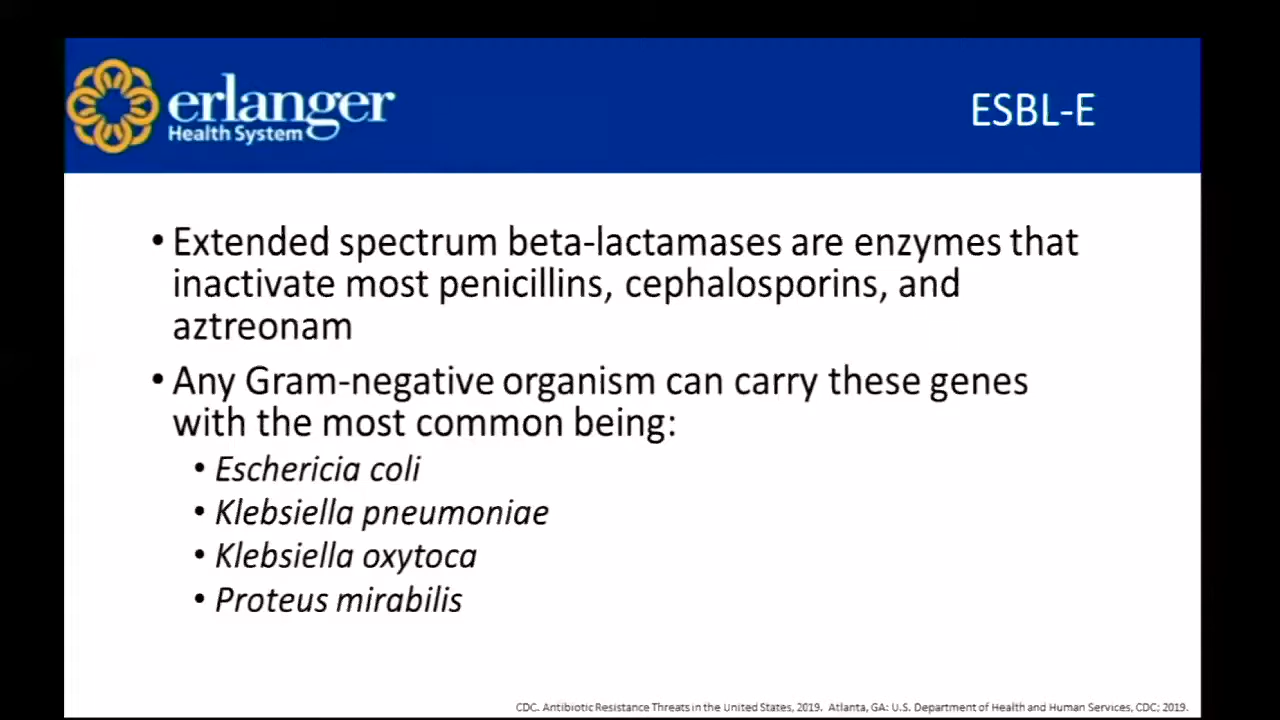 erlanger
Health System
ESBL-E
• Extended spectrum beta-lactamases are enzymes that
inactivate most penicillins, cephalosporins, and
aztreonam
• Any Gram-negative organism can carry these genes
with the most common being:
• Eschericia coli
• Klebsiella pneumoniae
• Klebsiella oxytoca
• Proteus mirabilis
CDC. Antibiotic Resistance Threats in the United States, 2019. Atlanta, GA: U.S. Department of Health and Human Services, CDC; 2019.